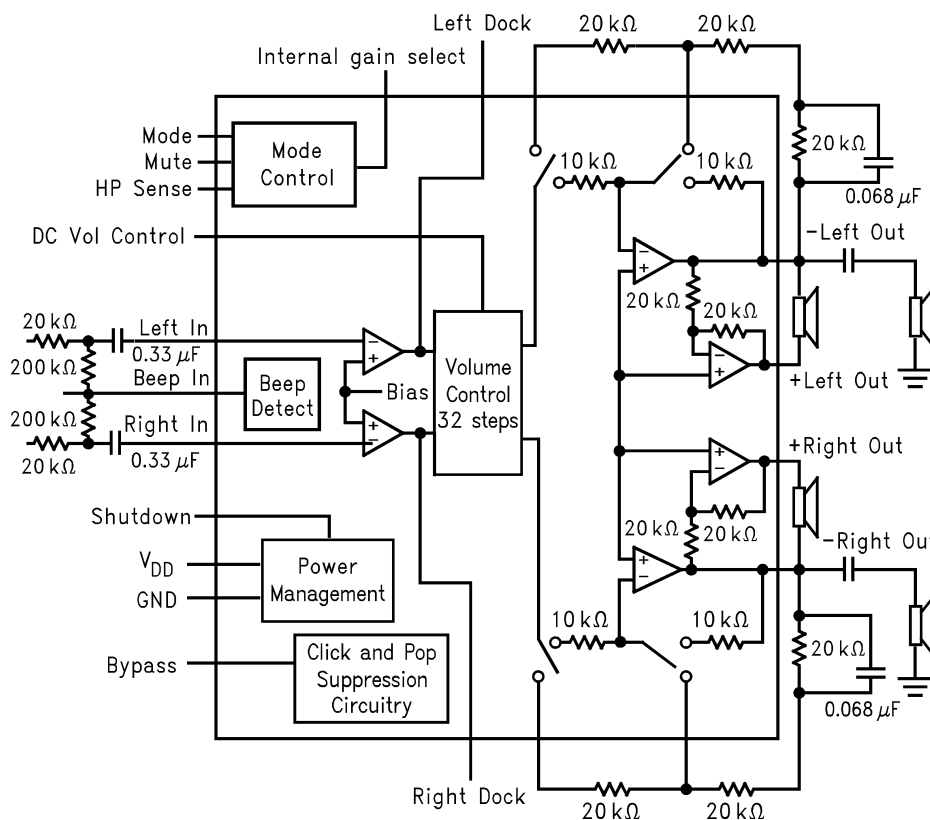 Left Dock
20 kΩ
20 kΩ
Internal gain select
Mode
Mute
HP Sense
Mode
Control
10 kΩ
10 kΩ
20 kΩ
0.068 μF
DC Vol Control
−Left Out
−
+
20 kΩ
20 kΩ
20 kΩ
Left In
0.33 μF
200 kΩ
−
+
Volume
Control
32 steps
−
+
+Left Out
Beep In
Beep
Detect
Bias
200 kΩ
Right In
20 kΩ
0.33 μF
+
−
+
−
+Right Out
Shutdown
20 kΩ
20 kΩ
VDD
GND
Power
Management
+
−
−Right Out
10 kΩ
10 kΩ
20 kΩ
Bypass
Click and Pop
Suppression
Circuitry
0.068 μF
Right Dock
20 kΩ
20 kΩ